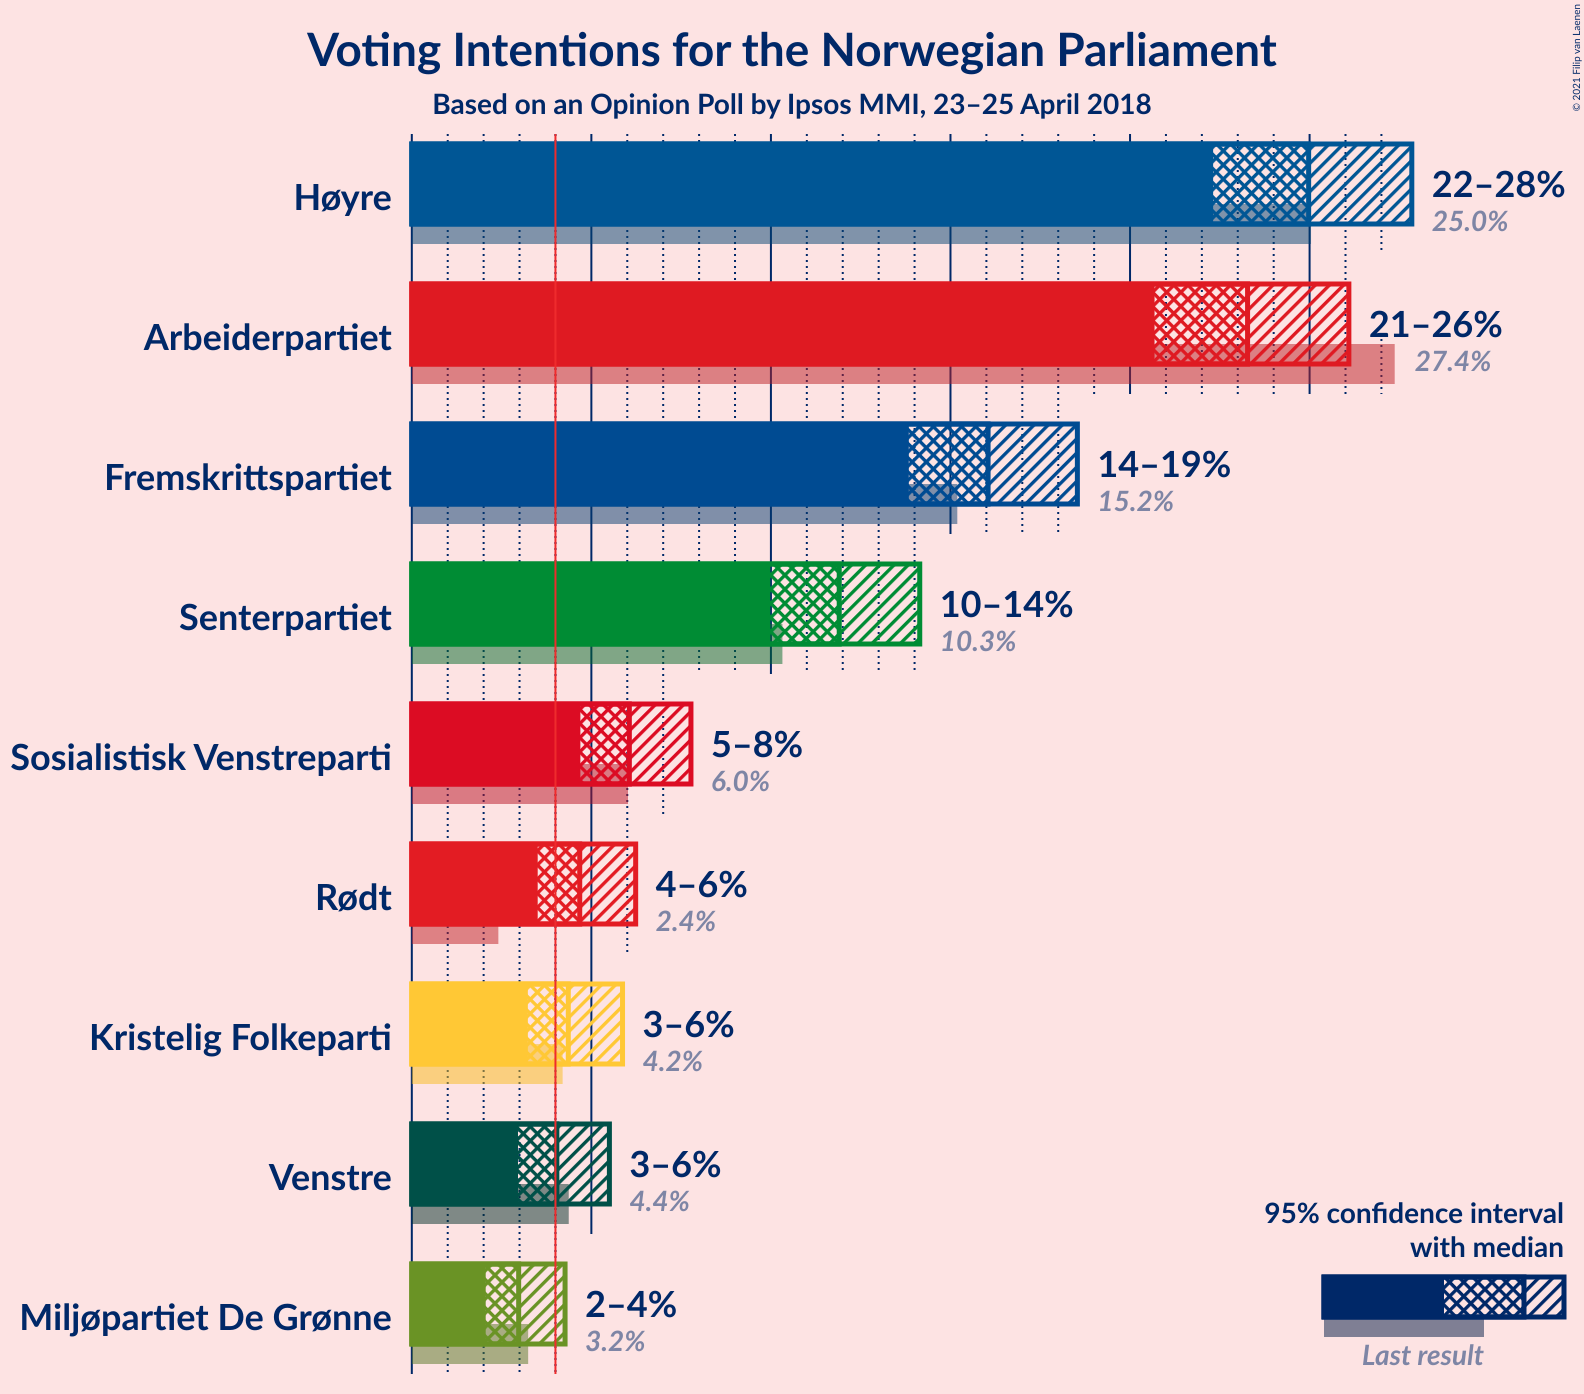 Voting Intentions for the Norwegian Parliament
Based on an Opinion Poll by Ipsos MMI, 23–25 April 2018
© 2021 Filip van Laenen
Høyre
22–28%
25.0%
Arbeiderpartiet
21–26%
27.4%
Fremskrittspartiet
14–19%
15.2%
Senterpartiet
10–14%
10.3%
Sosialistisk Venstreparti
5–8%
6.0%
Rødt
4–6%
2.4%
Kristelig Folkeparti
3–6%
4.2%
Venstre
3–6%
4.4%
Miljøpartiet De Grønne
2–4%
3.2%
95% confidence interval
with median
Last result